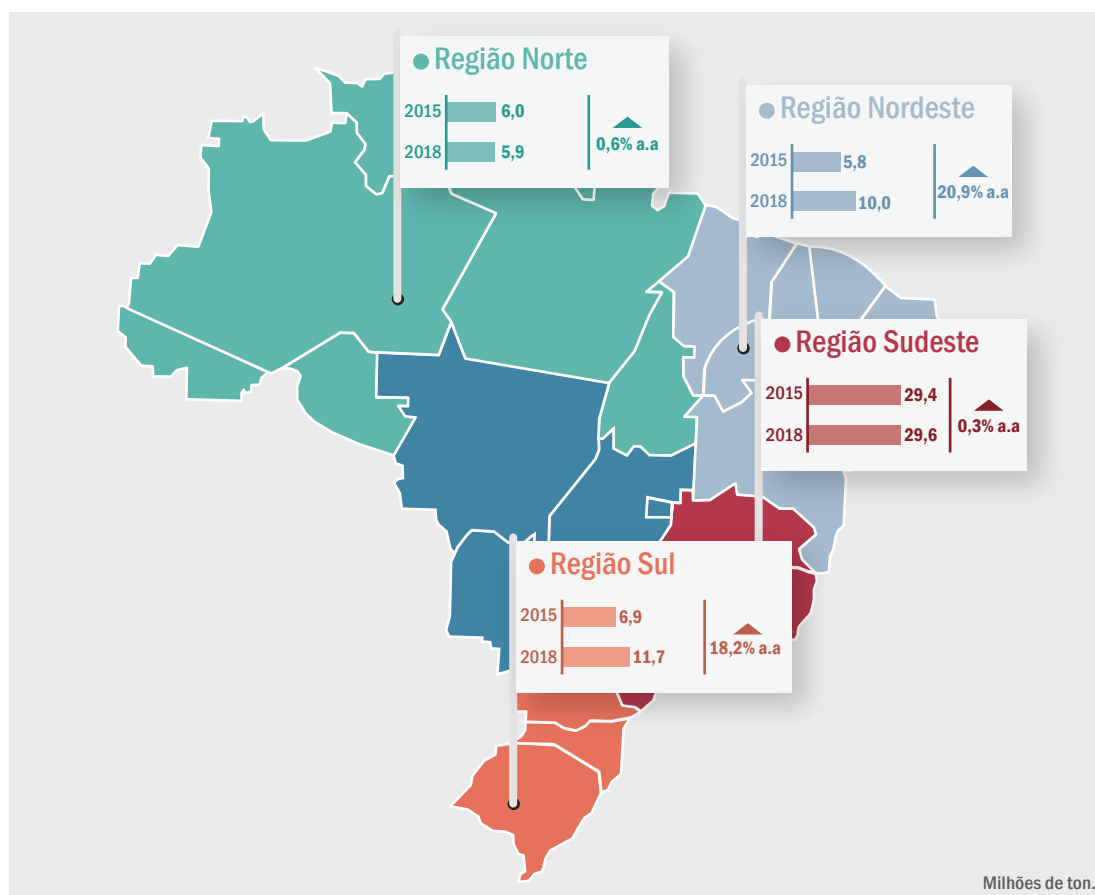 Região Norte
2015 6,0
2018 5,9
0,6% a.a
Região Nordeste
2015 5,8
2018 10,0
20,9% a.a
Região Sudeste
2015 29,4
2018 29,6
0,3% a.a
Região Sul
2015 6,9
2018 11,7
18,2% a.a
Milhões de ton.